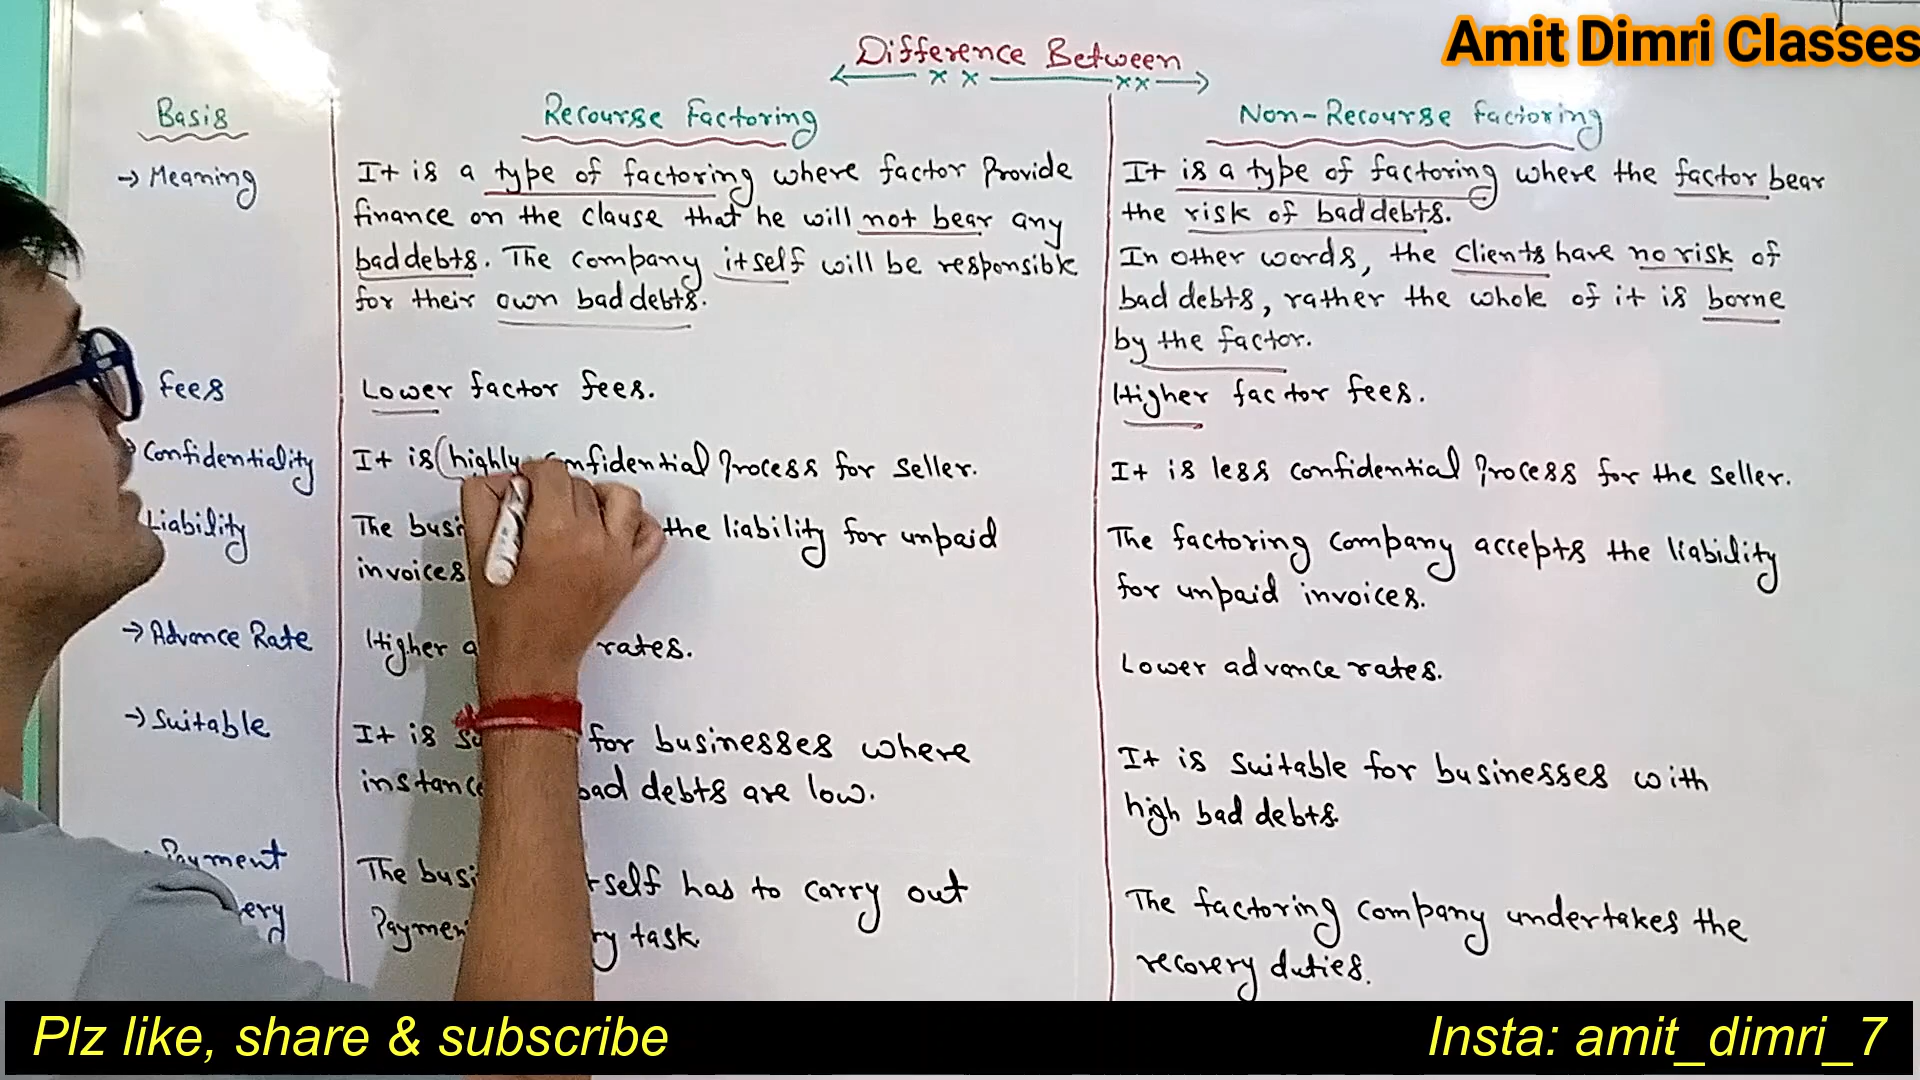 Amit Dimri Classes
Difference Between
Basis
Recourse Factoring
Non-Recourse Factoring
→ Meaning
It is a type of factoring where factor Provide
finance on the clause that he will not bear any
bad debts. The company itself will be responsible
for their own bad debts.
It is a type of factoring where the factor bear
the risk of bad debts.
In other words, the clients have no risk of
bad debts, rather the whole of it is borne
by the factor.
Fees
Lower factor fees.
Higher factor fees.
Confidentiality
It is highly confidential Process for seller.
It is less confidential Process for the seller.
Liability
The the liability for unpaid
invoices
The factoring company accepts the liability
for unpaid invoices.
→ Advance Rate
Higher rates.
Lower advance rates.
→ Suitable
It is for businesses where
bad debts are low.
It is suitable for businesses with
high bad debts.
Payment
The has to carry out
task.
The factoring company undertakes the
recovery duties.
Plz like, share & subscribe
Insta: amit_dimri_7